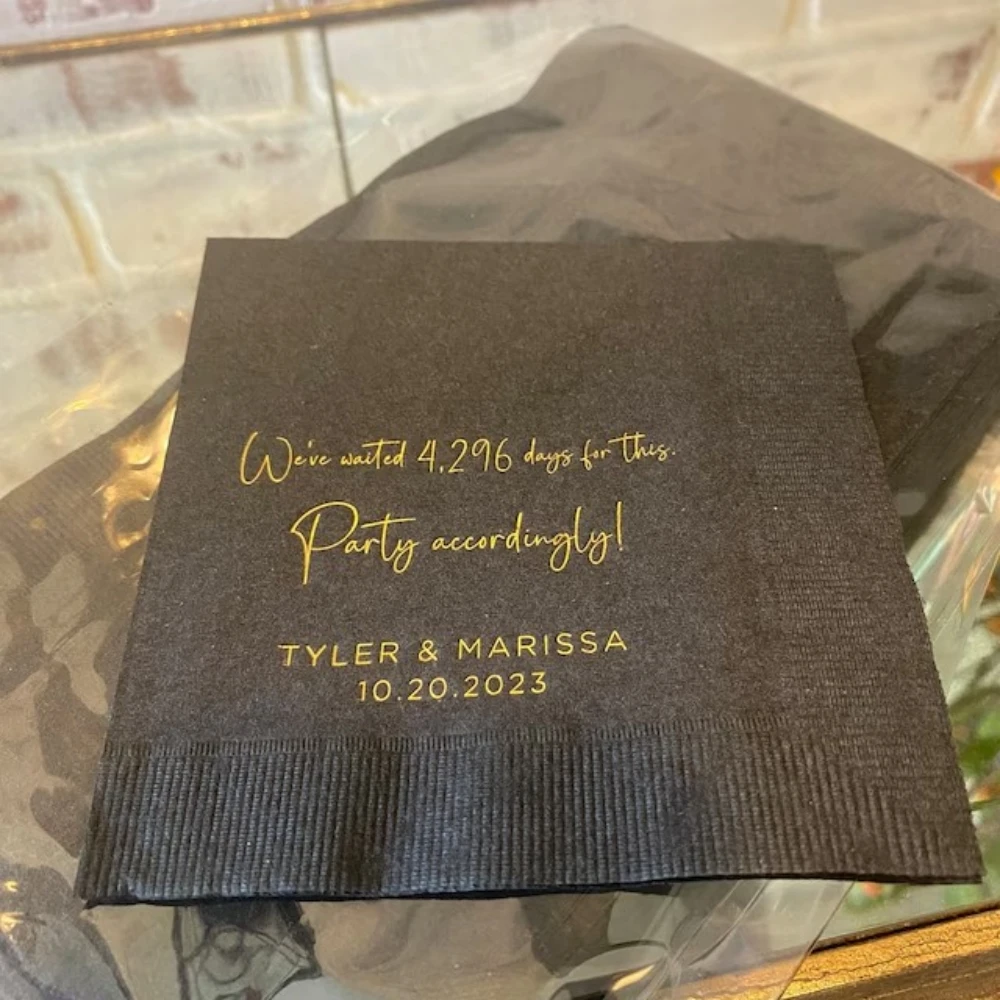 We've waited 4,296 days for this.
Party accordingly!
TYLER & MARISSA
10.20.2023